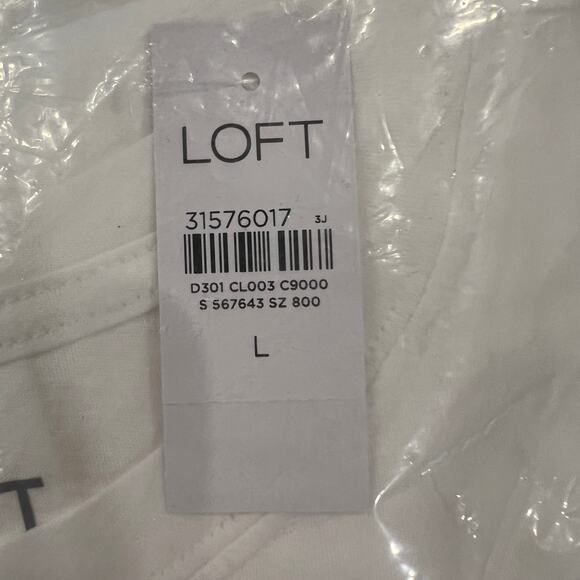 LOFT
31576017 3J
D301 CL003 C9000
S 567643 SZ 800
L
T